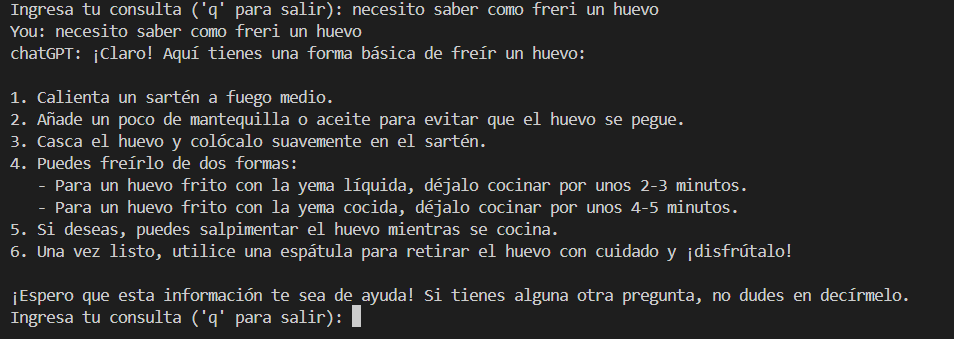 Ingresa tu consulta ('q' para salir): necesito saber como freri un huevo
You: necesito saber como freri un huevo
chatGPT: ¡Claro! Aquí tienes una forma básica de freír un huevo:

1. Calienta un sartén a fuego medio.
2. Añade un poco de mantequilla o aceite para evitar que el huevo se pegue.
3. Casca el huevo y colócalo suavemente en el sartén.
4. Puedes freírlo de dos formas:
   - Para un huevo frito con la yema líquida, déjalo cocinar por unos 2-3 minutos.
   - Para un huevo frito con la yema cocida, déjalo cocinar por unos 4-5 minutos.
5. Si deseas, puedes salpimentar el huevo mientras se cocina.
6. Una vez listo, utilice una espátula para retirar el huevo con cuidado y ¡disfrútalo!

¡Espero que esta información te sea de ayuda! Si tienes alguna otra pregunta, no dudes en decírmelo.
Ingresa tu consulta ('q' para salir):